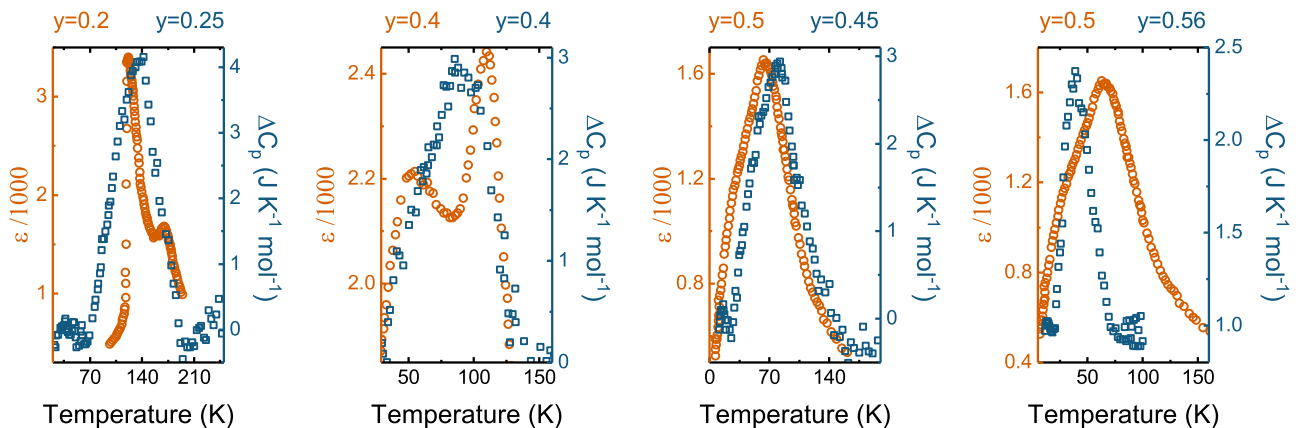 y=0.2 y=0.25 y=0.4 y=0.4 y=0.5 y=0.45 y=0.5 y=0.56
ε /1000
3
2
1
4
3
2
1
0
ΔCp (J K-1 mol-1)
70 140 210
Temperature (K)
ε /1000
2.4
2.2
2.0
3
2
1
0
ΔCp (J K-1 mol-1)
50 100 150
Temperature (K)
ε /1000
1.6
1.2
0.8
3
2
1
0
ΔCp (J K-1 mol-1)
0 70 140
Temperature (K)
ε /1000
1.6
1.2
0.8
0.4
2.5
2.0
1.5
1.0
ΔCp (J K-1 mol-1)
50 100 150
Temperature (K)